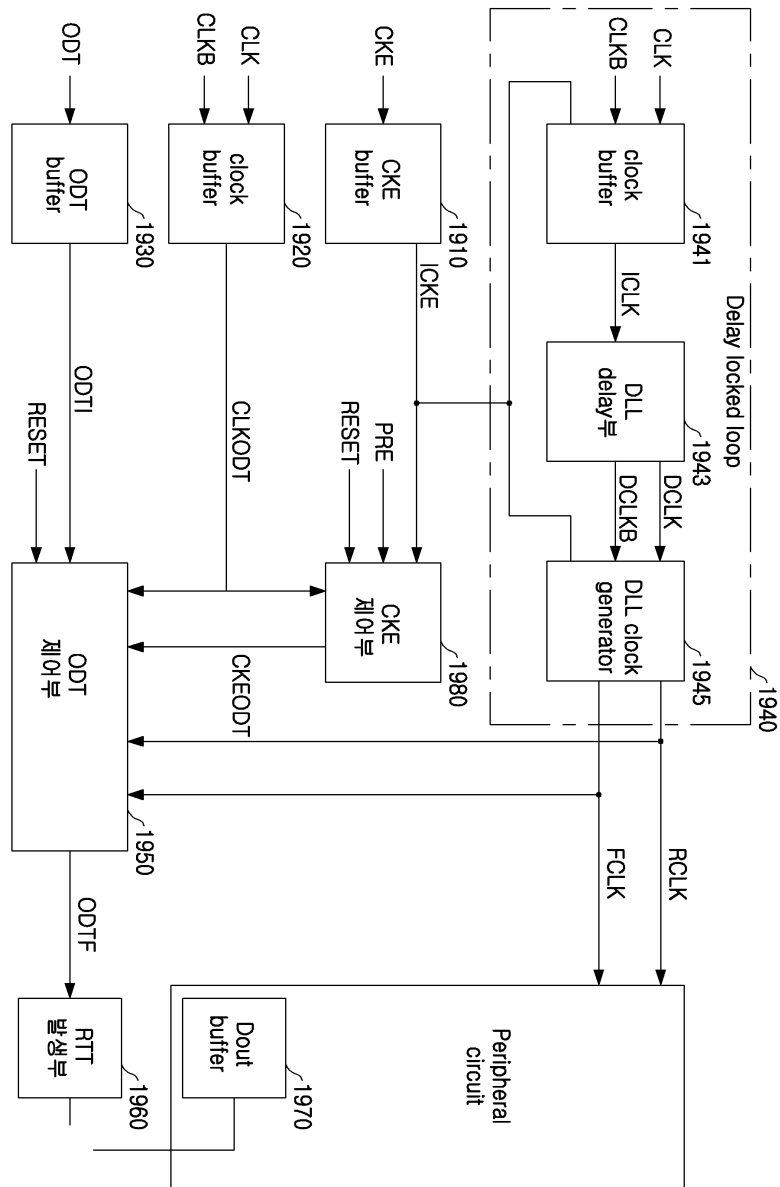 Delay locked loop
1940
CLK
CLKB
clock
buffer
1941
ICLK
DLL
delay부
1943
DCLK
DCLKB
DLL clock
generator
1945
RCLK
FCLK
Peripheral
circuit
CKE
CKE
buffer
1910
ICKE
PRE
RESET
CKE
제어부
1980
CLK
CLKB
clock
buffer
1920
CLKODT
CKEODT
Dout
buffer
1970
ODT
ODT
buffer
1930
ODTI
RESET
ODT
제어부
1950
ODTF
RTT
발생부
1960